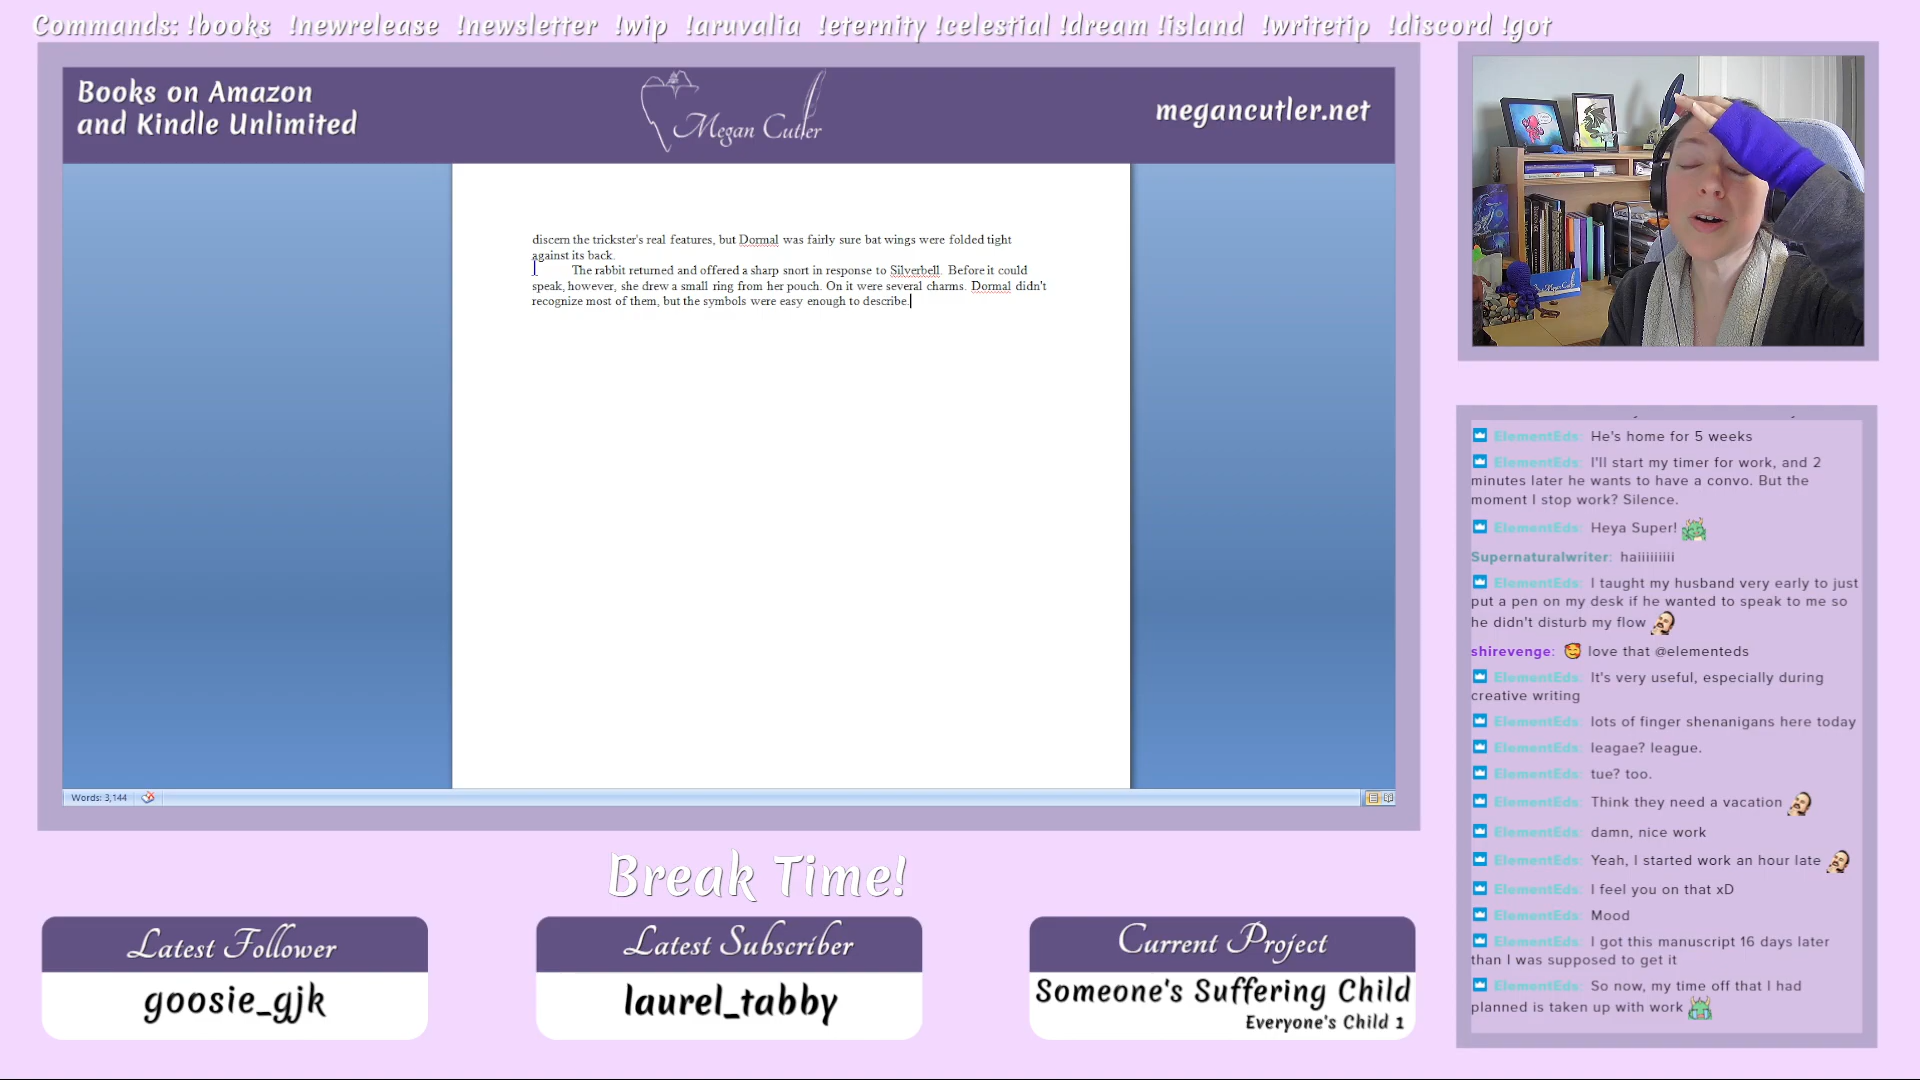 Commands: !books !newrelease !newsletter !wip !aruvalia !eternity !celestial !dream !island !writetip !discord !got
Books on Amazon
and Kindle Unlimited
Megan Cutler
megancutler.net
discern the trickster's real features, but Dormal was fairly sure bat wings were folded tight
against its back.
The rabbit returned and offered a sharp snort in response to Silverbell. Before it could
speak, however, she drew a small ring from her pouch. On it were several charms. Dormal didn't
recognize most of them, but the symbols were easy enough to describe.
Words: 3,144
Break Time!
Latest Follower
goosie_gjk
Latest Subscriber
laurel_tabby
Current Project
Someone's Suffering Child
Everyone's Child 1
ElementEds: He's home for 5 weeks
ElementEds: I'll start my timer for work, and 2
minutes later he wants to have a convo. But the
moment I stop work? Silence.
ElementEds: Heya Super!
Supernaturalwriter: haiiiiiiiii
ElementEds: I taught my husband very early to just
put a pen on my desk if he wanted to speak to me so
he didn't disturb my flow
shirevenge: 🥰 love that @elementeds
ElementEds: It's very useful, especially during
creative writing
ElementEds: lots of finger shenanigans here today
ElementEds: leagae? league.
ElementEds: tue? too.
ElementEds: Think they need a vacation
ElementEds: damn, nice work
ElementEds: Yeah, I started work an hour late
ElementEds: I feel you on that xD
ElementEds: Mood
ElementEds: I got this manuscript 16 days later
than I was supposed to get it
ElementEds: So now, my time off that I had
planned is taken up with work